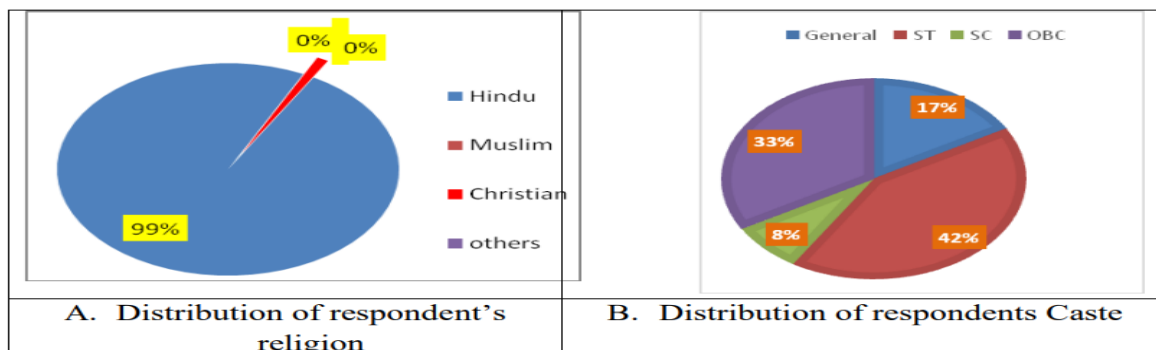 0%
0%
99%
Hindu
Muslim
Christian
others
General ST SC OBC
17%
33%
8%
42%
A. Distribution of respondent's
religion
B. Distribution of respondents Caste